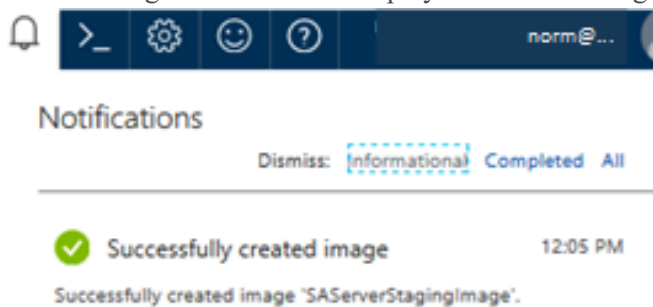 norm@...
Notifications
Dismiss: Informational Completed All
Successfully created image 12:05 PM
Successfully created image 'SAServerStagingImage'.